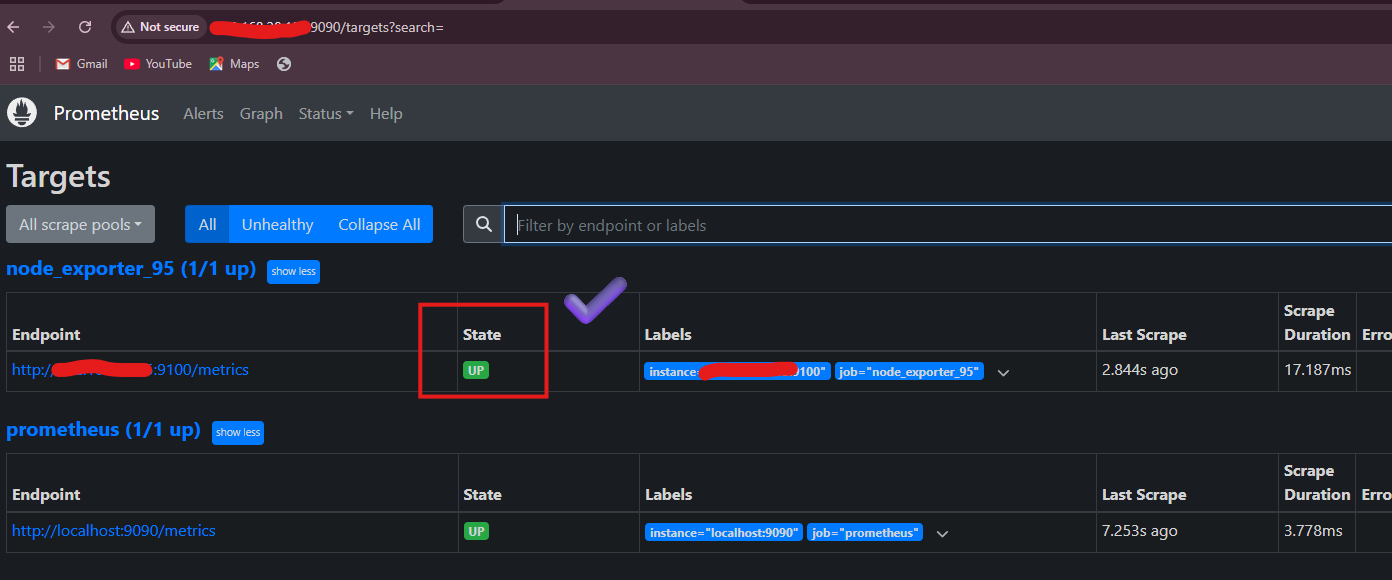 Not secure 9090/targets?search=
Gmail YouTube Maps
Prometheus Alerts Graph Status Help
Targets
All scrape pools All Unhealthy Collapse All Filter by endpoint or labels
node_exporter_95 (1/1 up) show less
Endpoint State Labels Last Scrape Scrape Duration Erro
http:// :9100/metrics UP instance= 9100" job="node_exporter_95" 2.844s ago 17.187ms
prometheus (1/1 up) show less
Endpoint State Labels Last Scrape Scrape Duration Erro
http://localhost:9090/metrics UP instance="localhost:9090" job="prometheus" 7.253s ago 3.778ms